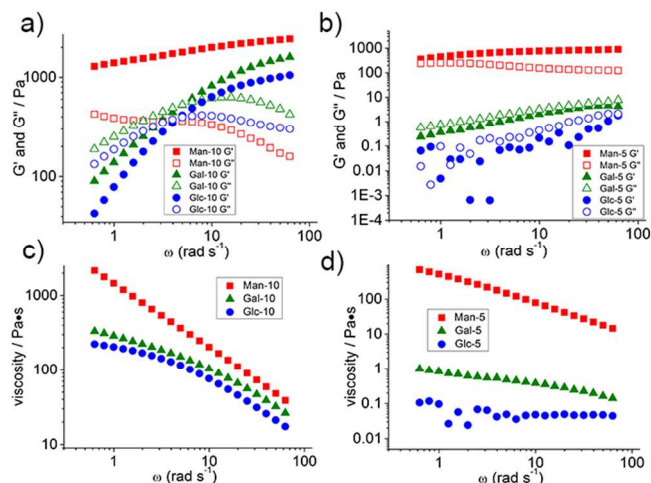 a)
G' and G'' / Pa
1000
100
1
10
100
ω (rad s⁻¹)
Man-10 G'
Man-10 G''
Gal-10 G'
Gal-10 G''
Glc-10 G'
Glc-10 G''
b)
G' and G'' / Pa
1000
100
10
1
0.1
0.01
1E-3
1E-4
1
10
100
ω (rad s⁻¹)
Man-5 G'
Man-5 G''
Gal-5 G'
Gal-5 G''
Glc-5 G'
Glc-5 G''
c)
viscosity / Pa•s
1000
100
10
1
10
100
ω (rad s⁻¹)
Man-10
Gal-10
Glc-10
d)
viscosity / Pa•s
100
10
1
0.1
0.01
1
10
100
ω (rad s⁻¹)
Man-5
Gal-5
Glc-5